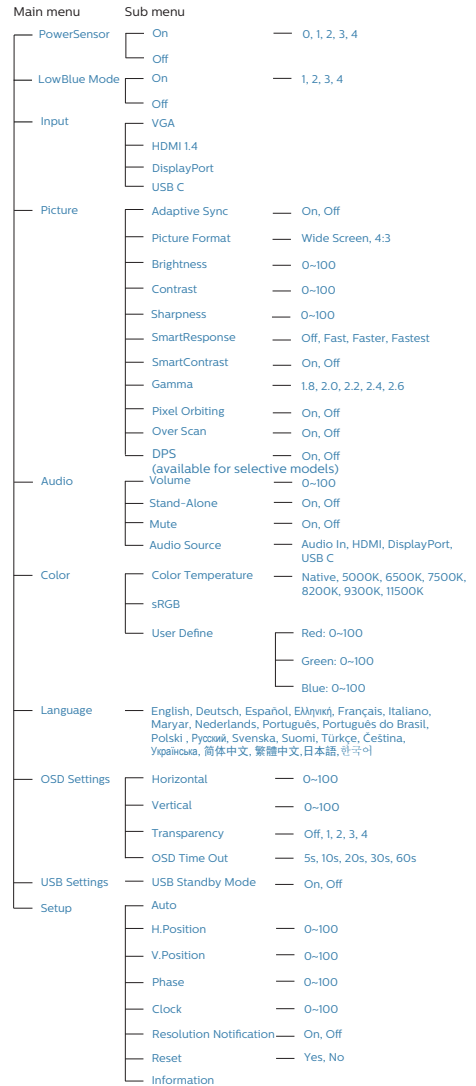 Main menu Sub menu
PowerSensor On 0, 1, 2, 3, 4
Off
LowBlue Mode On 1, 2, 3, 4
Off
Input VGA
HDMI 1.4
DisplayPort
USB C
Picture Adaptive Sync On, Off
Picture Format Wide Screen, 4:3
Brightness 0~100
Contrast 0~100
Sharpness 0~100
SmartResponse Off, Fast, Faster, Fastest
SmartContrast On, Off
Gamma 1.8, 2.0, 2.2, 2.4, 2.6
Pixel Orbiting On, Off
Over Scan On, Off
DPS On, Off
(available for selective models)
Audio Volume 0~100
Stand-Alone On, Off
Mute On, Off
Audio Source Audio In, HDMI, DisplayPort,
USB C
Color Color Temperature Native, 5000K, 6500K, 7500K,
8200K, 9300K, 11500K
sRGB
User Define Red: 0~100
Green: 0~100
Blue: 0~100
Language English, Deutsch, Español, Ελληνική, Français, Italiano,
Maryar, Nederlands, Português, Português do Brasil,
Polski , Русский, Svenska, Suomi, Türkçe, Čeština,
Українська, 简体中文, 繁體中文,日本語,한국어
OSD Settings Horizontal 0~100
Vertical 0~100
Transparency Off, 1, 2, 3, 4
OSD Time Out 5s, 10s, 20s, 30s, 60s
USB Settings USB Standby Mode On, Off
Setup Auto
H.Position 0~100
V.Position 0~100
Phase 0~100
Clock 0~100
Resolution Notification On, Off
Reset Yes, No
Information